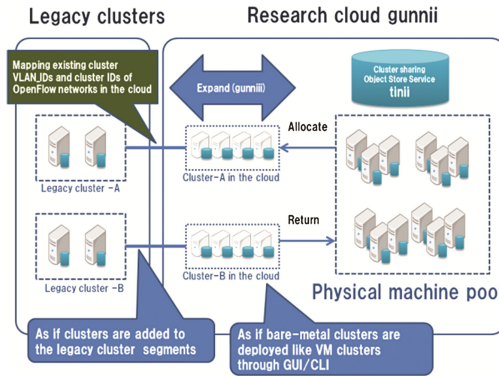 Legacy clusters
Research cloud gunnii
Mapping existing cluster
VLAN_IDs and cluster IDs of
OpenFlow networks in the cloud
Expand (gunniii)
Cluster sharing
Object Store Service
tinii
Allocate
Legacy cluster -A
Cluster-A in the cloud
Return
Legacy cluster -B
Cluster-B in the cloud
Physical machine poo
As if clusters are added to
the legacy cluster segments
As if bare-metal clusters are
deployed like VM clusters
through GUI/CLI